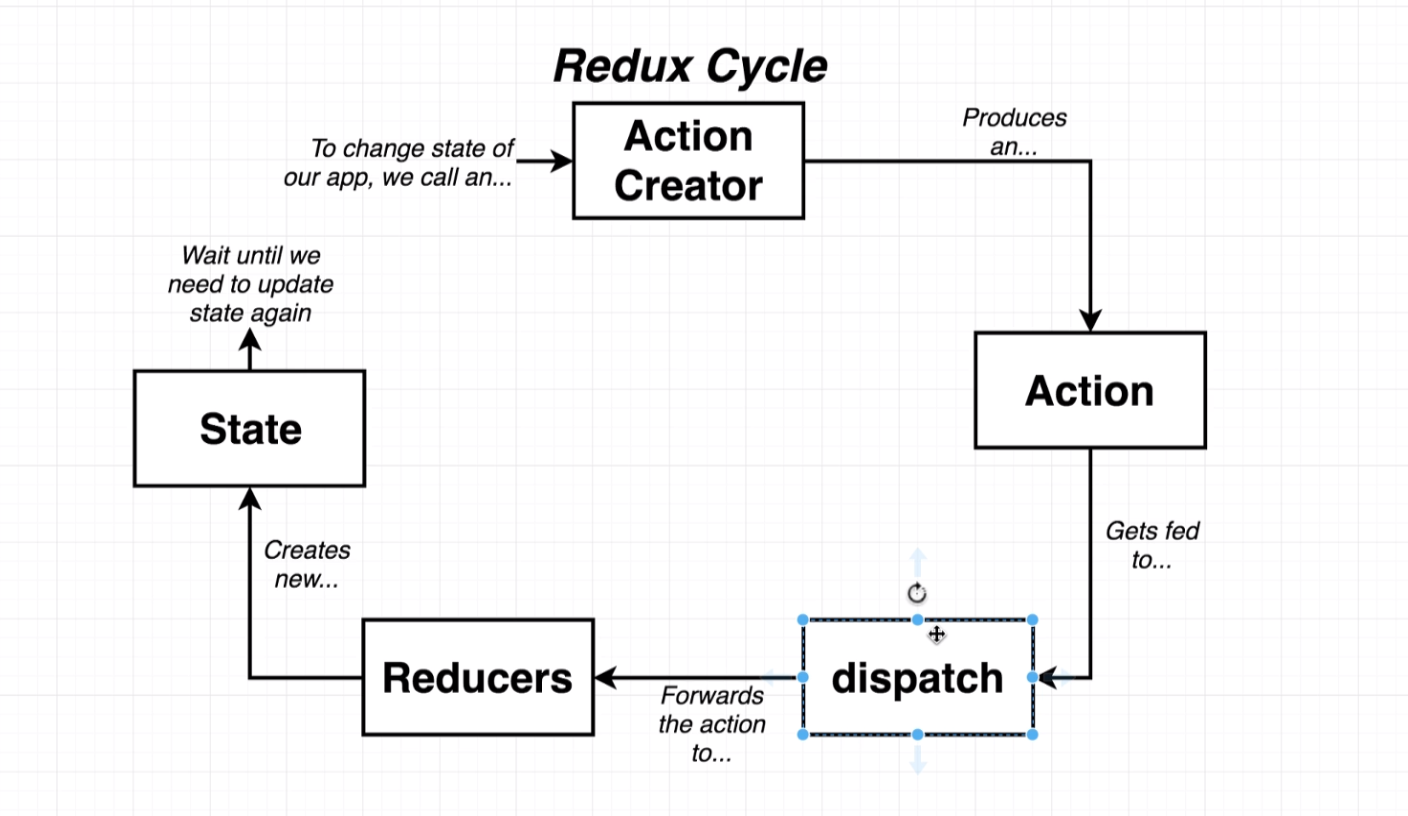 Redux Cycle
To change state of
our app, we call an...
Action
Creator
Produces
an...
Action
Gets fed
to...
dispatch
Forwards
the action
to...
Reducers
Creates
new...
State
Wait until we
need to update
state again